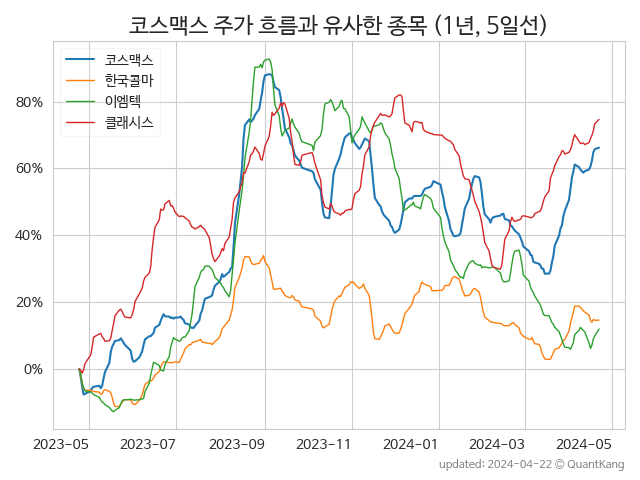 코스맥스 주가 흐름과 유사한 종목 (1년, 5일선)
코스맥스
한국콜마
이엠텍
클래시스
80%
60%
40%
20%
0%
2023-05 2023-07 2023-09 2023-11 2024-01 2024-03 2024-05
updated: 2024-04-22 © QuantKang